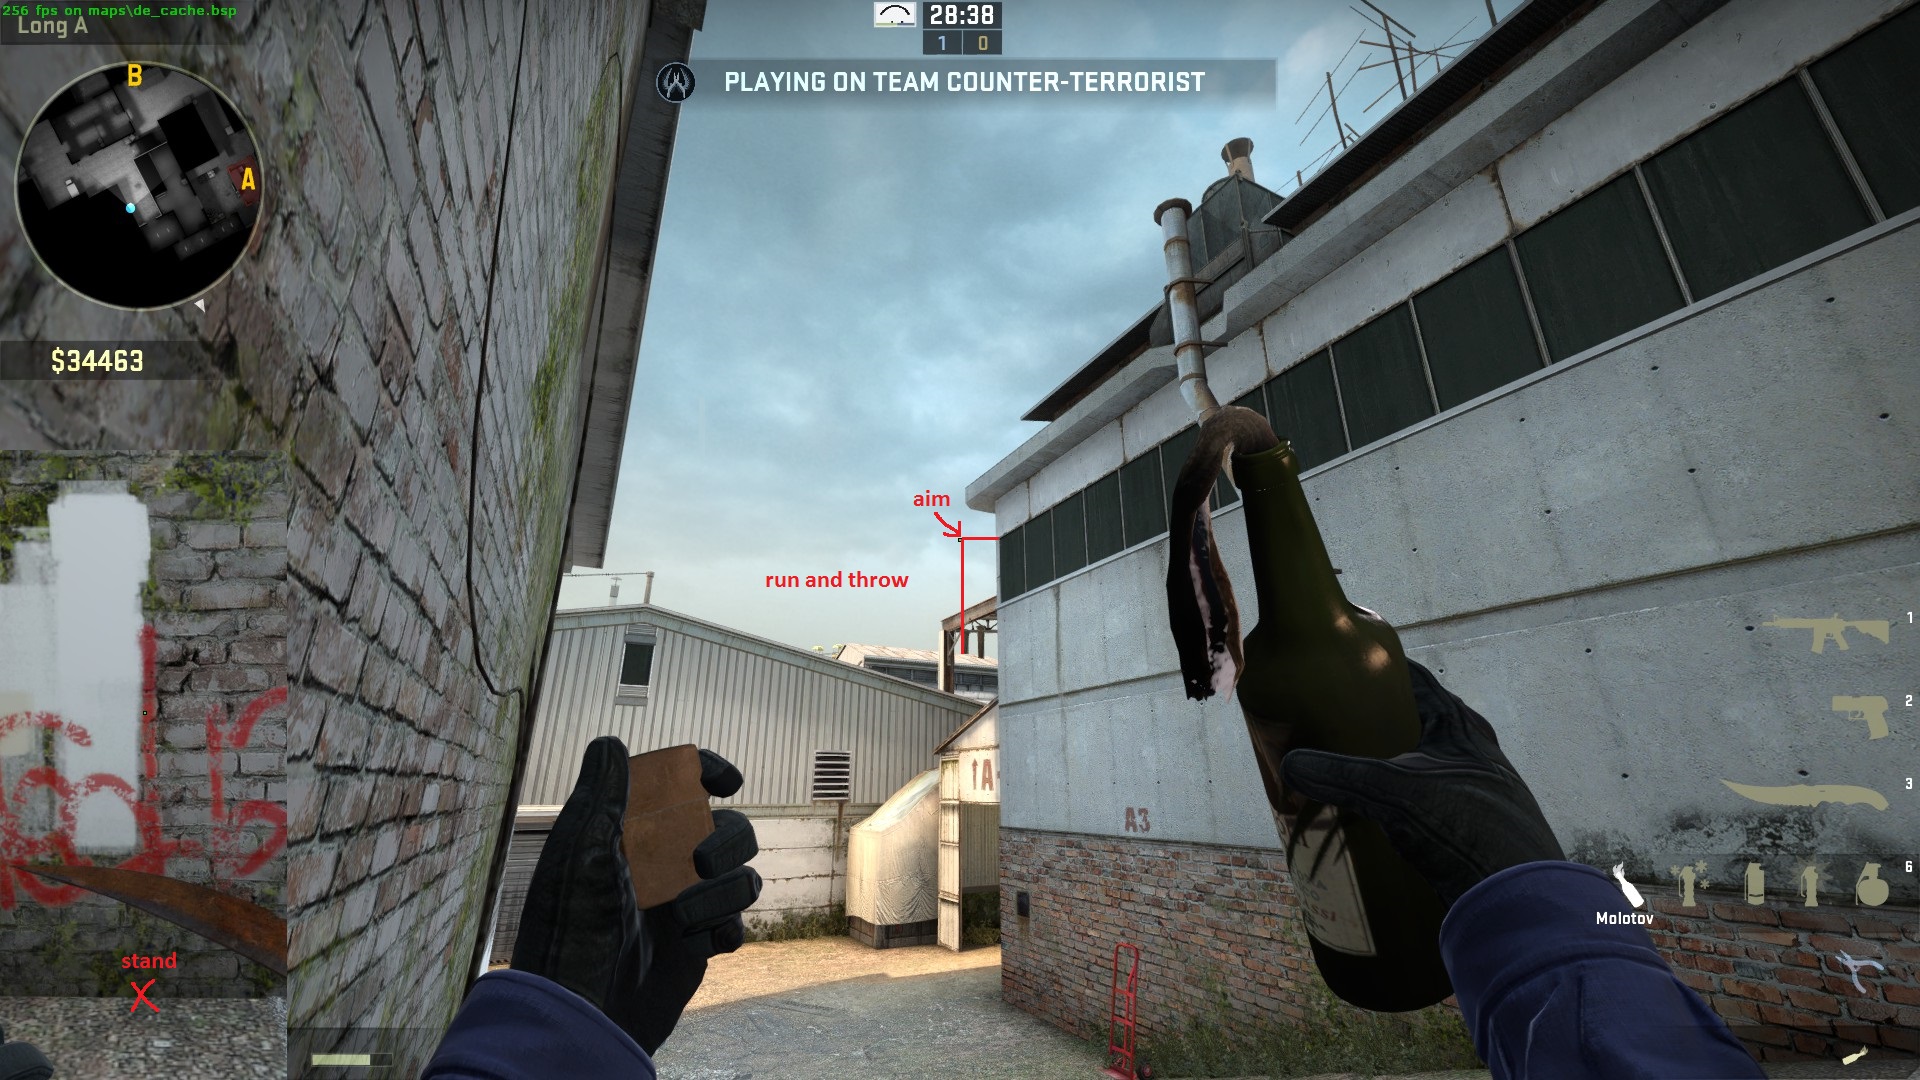 256 fps on maps\de_cache.bsp
Long A
28:38
1 0
PLAYING ON TEAM COUNTER-TERRORIST
B
A
$34463
aim
run and throw
1
2
3
↑A
A3
6
Molotov
stand
X